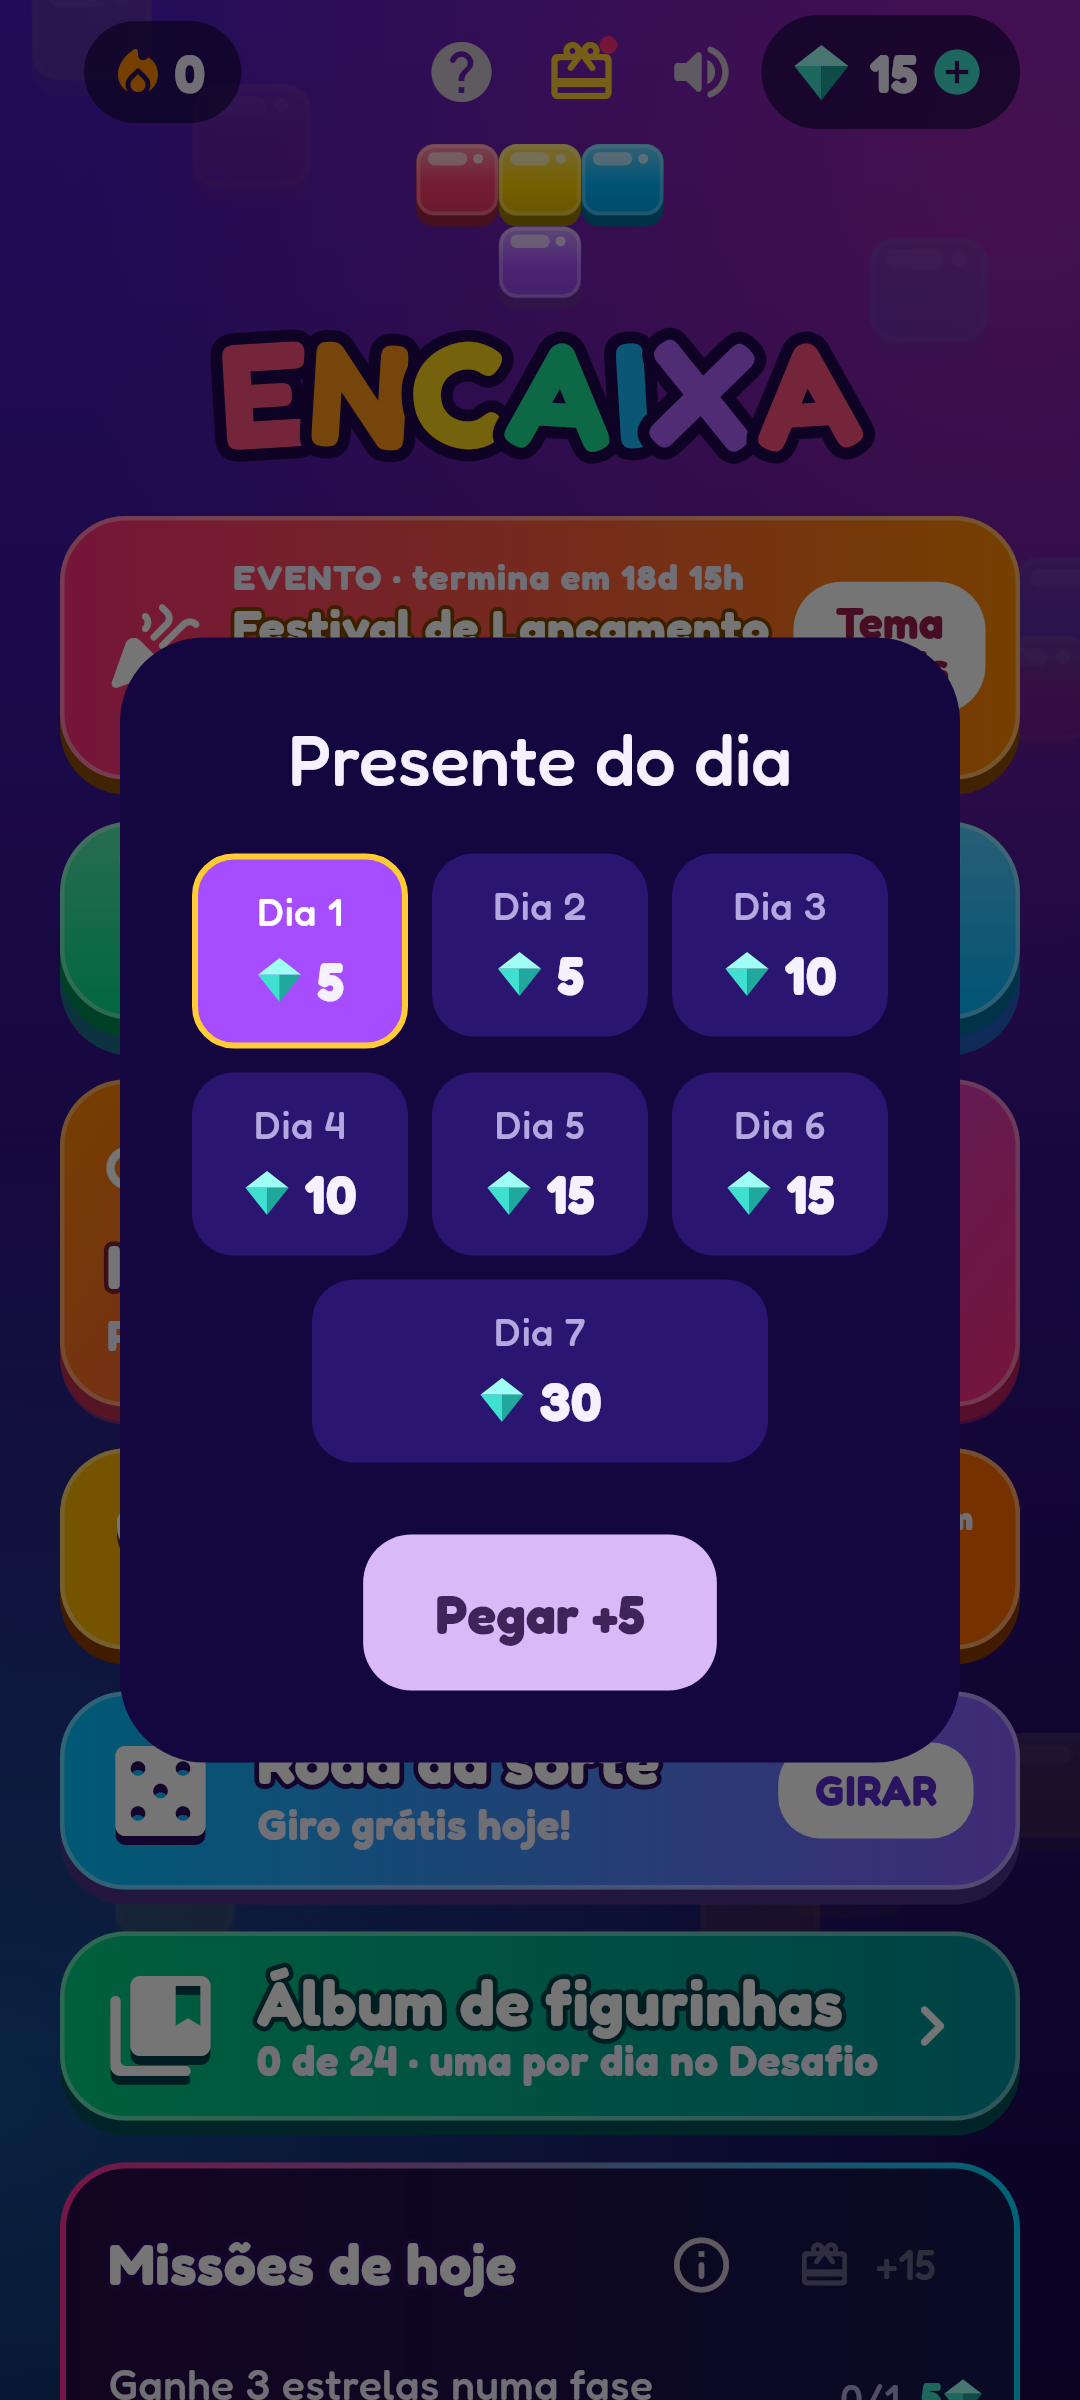 0
15
ENCAIXA
EVENTO · termina em 18d 15h
Festival de Lançamento
Tema
Presente do dia
Dia 1
5
Dia 2
5
Dia 3
10
Dia 4
10
Dia 5
15
Dia 6
15
Dia 7
30
Pegar +5
Roda da sorte
GIRAR
Giro grátis hoje!
Álbum de figurinhas
0 de 24 · uma por dia no Desafio
Missões de hoje
+15
Ganhe 3 estrelas numa fase
0/1 5